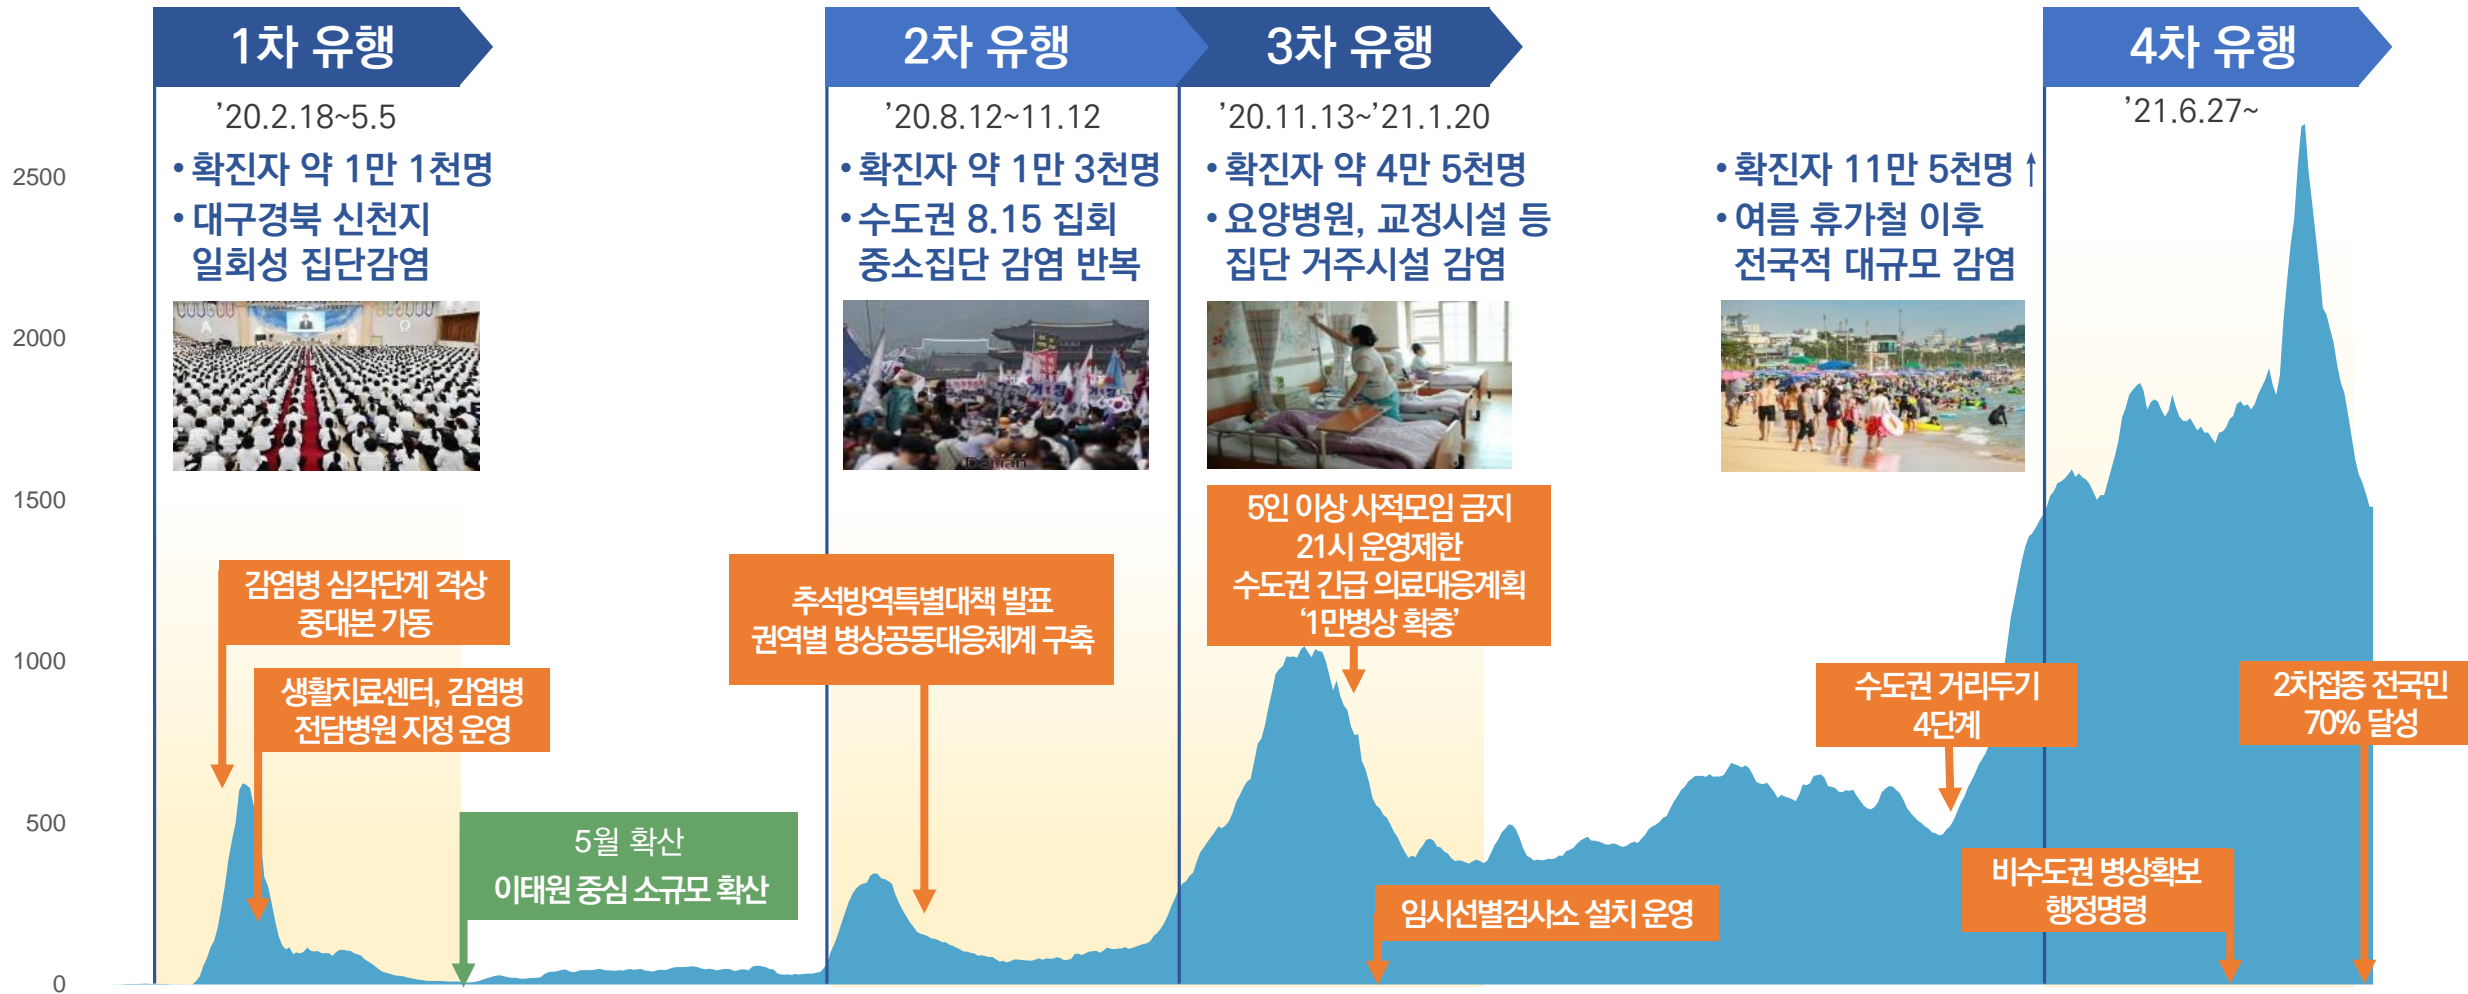 1차 유행
’20.2.18~5.5
• 확진자 약 1만 1천명
• 대구경북 신천지
일회성 집단감염
2차 유행
’20.8.12~11.12
• 확진자 약 1만 3천명
• 수도권 8.15 집회
중소집단 감염 반복
3차 유행
’20.11.13~’21.1.20
• 확진자 약 4만 5천명
• 요양병원, 교정시설 등
집단 거주시설 감염
4차 유행
’21.6.27~
• 확진자 11만 5천명↑
• 여름 휴가철 이후
전국적 대규모 감염
2500
2000
1500
1000
500
0
감염병 심각단계 격상
중대본 가동
생활치료센터, 감염병
전담병원 지정 운영
5월 확산
이태원 중심 소규모 확산
추석방역특별대책 발표
권역별 병상공동대응체계 구축
5인 이상 사적모임 금지
21시 운영제한
수도권 긴급 의료대응계획
‘1만병상 확충’
임시선별검사소 설치 운영
수도권 거리두기
4단계
비수도권 병상확보
행정명령
2차접종 전국민
70% 달성